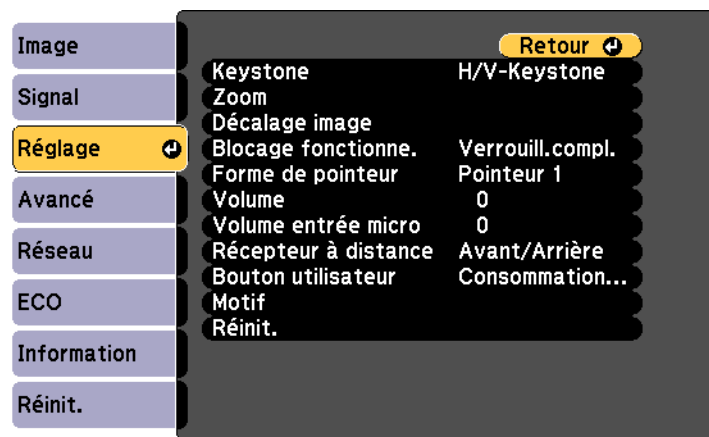 Image
Signal
Réglage
Avancé
Réseau
ECO
Information
Réinit.
Retour
Keystone H/V-Keystone
Zoom
Décalage image
Blocage fonctionne. Verrouill.compl.
Forme de pointeur Pointeur 1
Volume 0
Volume entrée micro 0
Récepteur à distance Avant/Arrière
Bouton utilisateur Consommation...
Motif
Réinit.